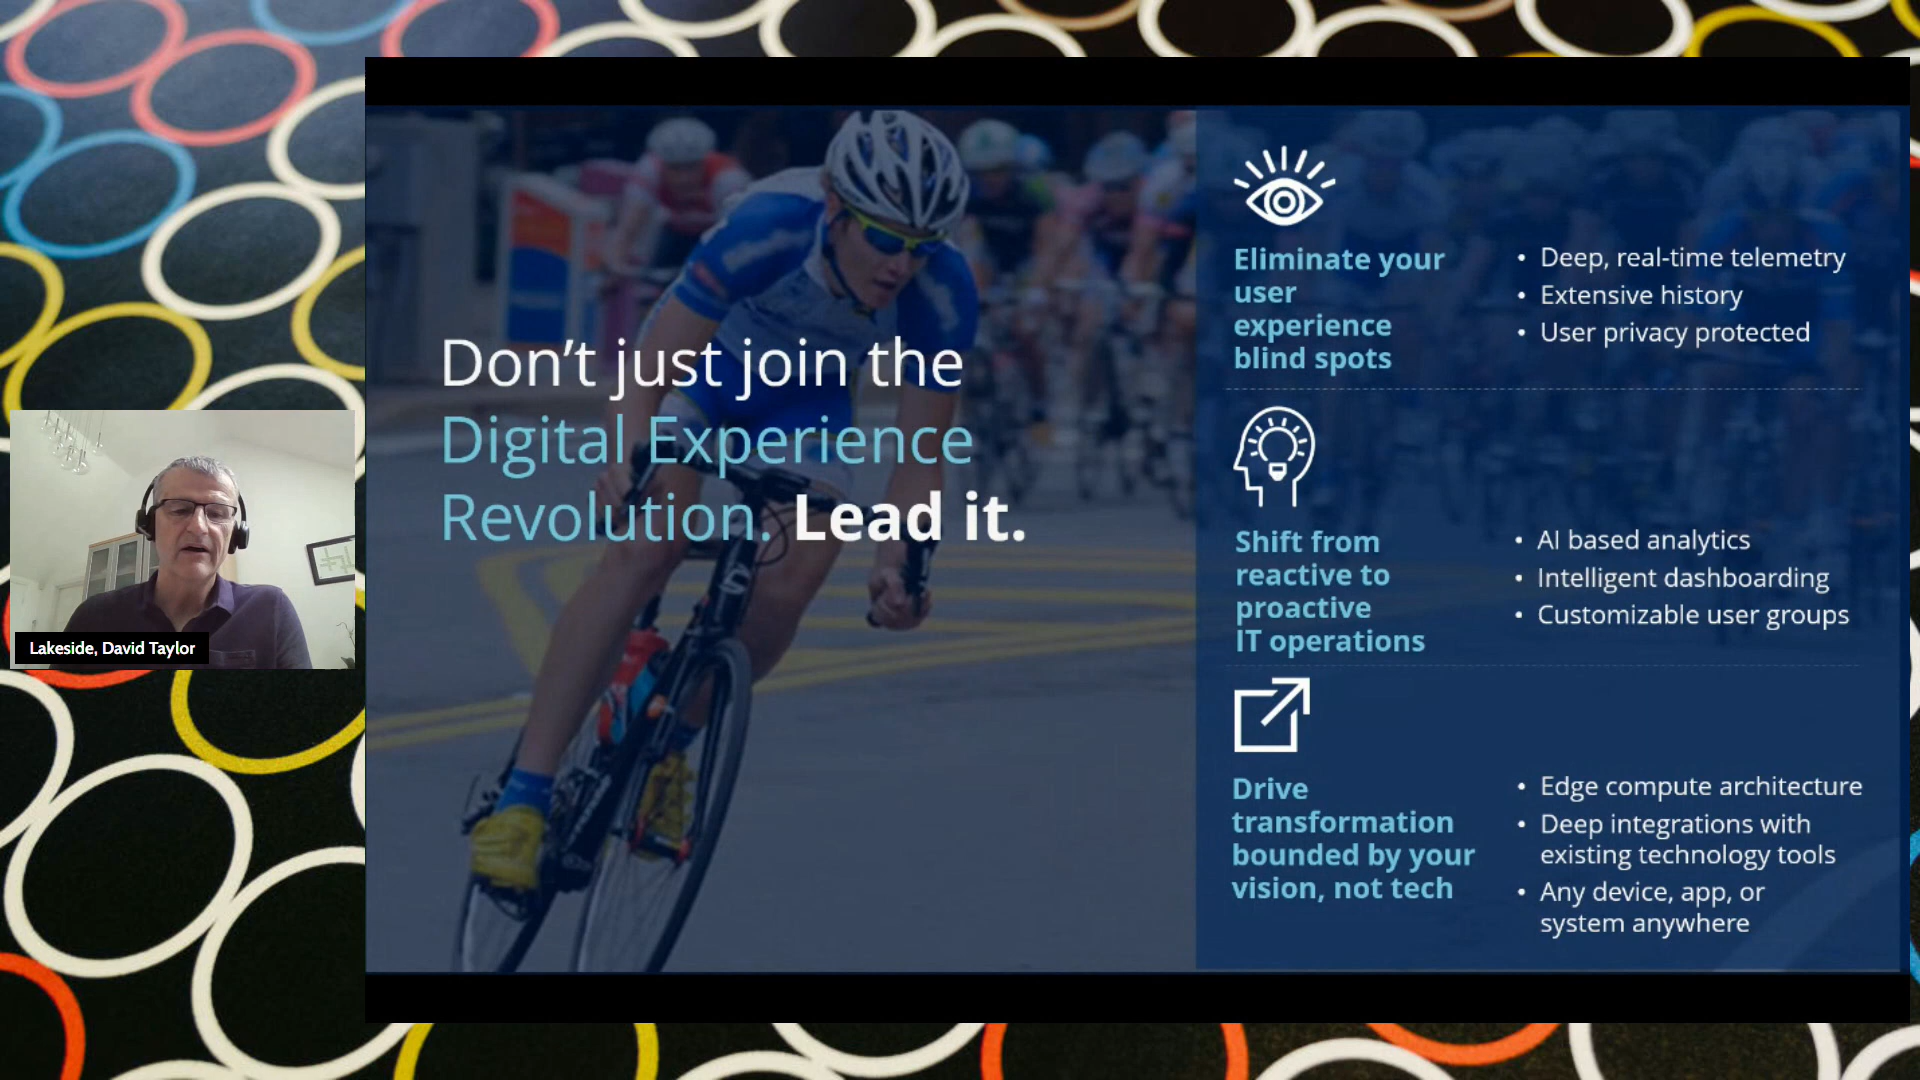 Don't just join the
Digital Experience
Revolution. Lead it.
Eliminate your
user
experience
blind spots
• Deep, real-time telemetry
• Extensive history
• User privacy protected
Shift from
reactive to
proactive
IT operations
• AI based analytics
• Intelligent dashboarding
• Customizable user groups
Drive
transformation
bounded by your
vision, not tech
• Edge compute architecture
• Deep integrations with
existing technology tools
• Any device, app, or
system anywhere
Lakeside, David Taylor